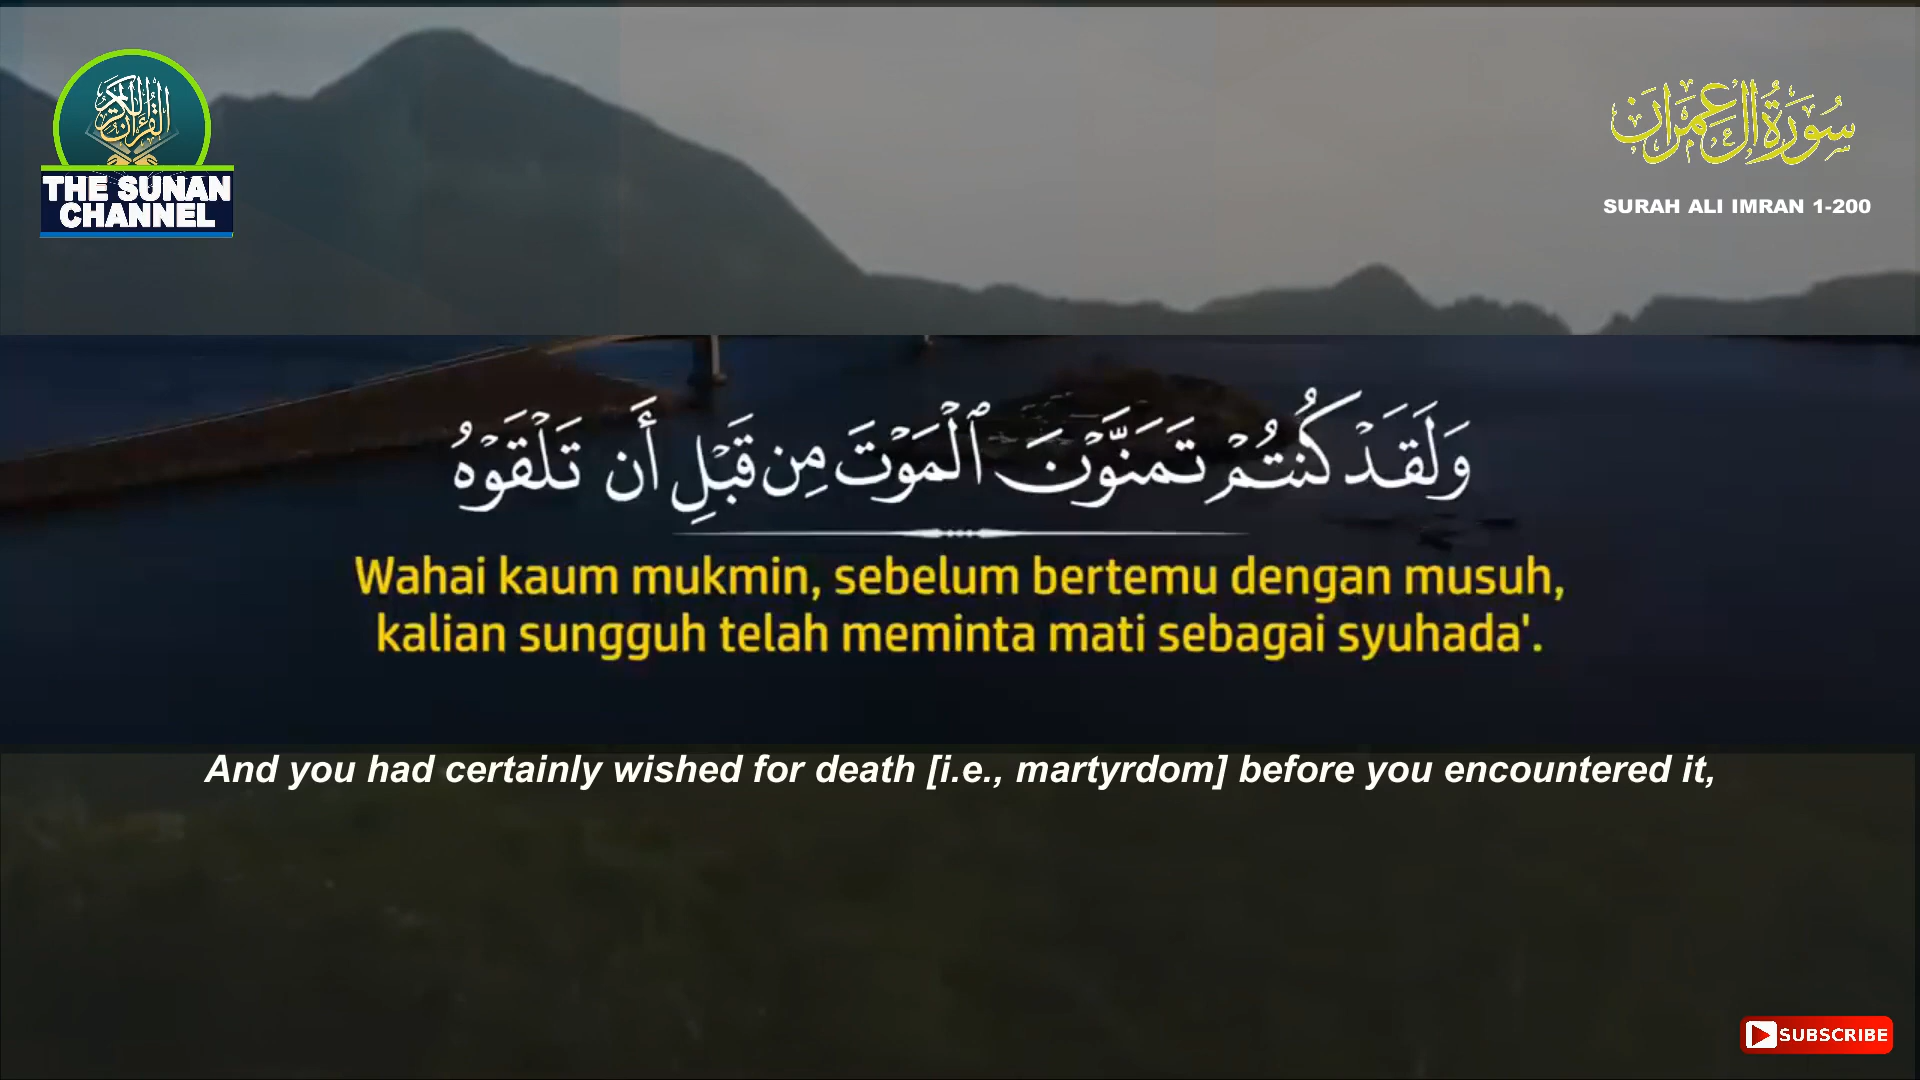 القرآن الكريم
THE SUNAN
CHANNEL
سُورَةُ آلِ عِمْرَان
SURAH ALI IMRAN 1-200
وَلَقَدْ كُنتُمْ تَمَنَّوْنَ ٱلْمَوْتَ مِن قَبْلِ أَن تَلْقَوْهُ
Wahai kaum mukmin, sebelum bertemu dengan musuh,
kalian sungguh telah meminta mati sebagai syuhada'.
And you had certainly wished for death [i.e., martyrdom] before you encountered it,
SUBSCRIBE